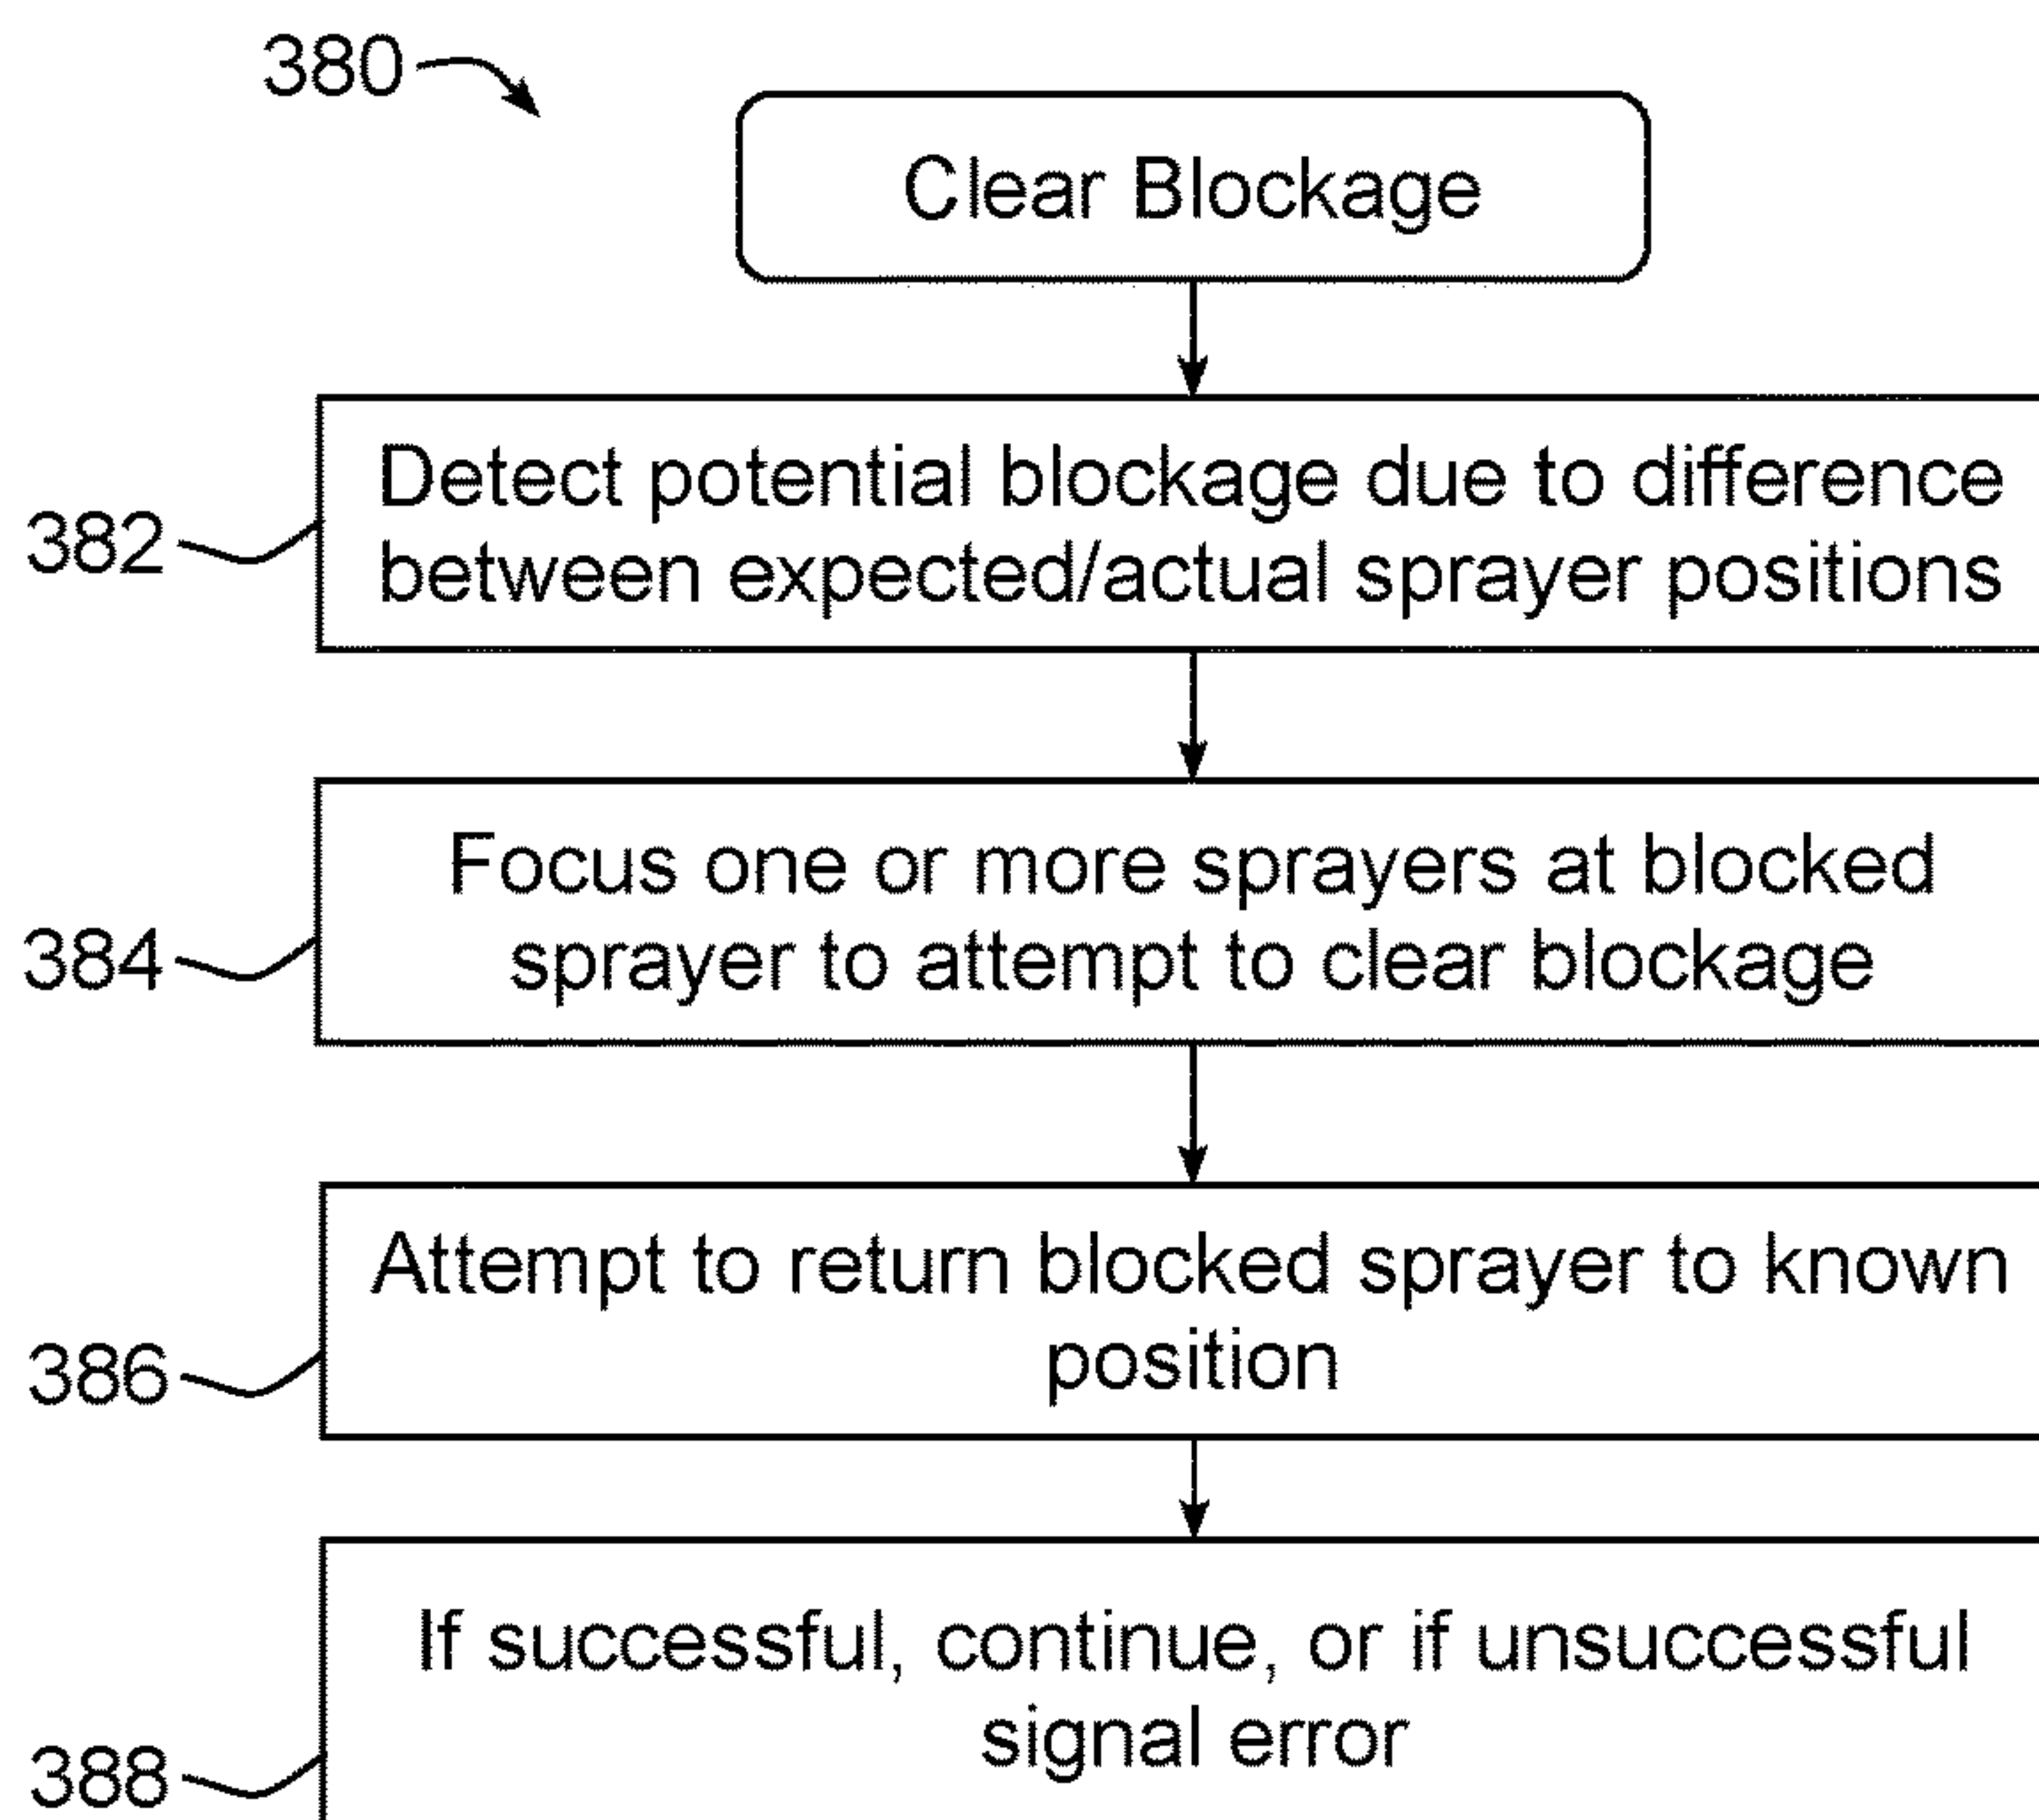 380
Clear Blockage
Detect potential blockage due to difference
between expected/actual sprayer positions
382
Focus one or more sprayers at blocked
sprayer to attempt to clear blockage
384
Attempt to return blocked sprayer to known
position
386
If successful, continue, or if unsuccessful
signal error
388